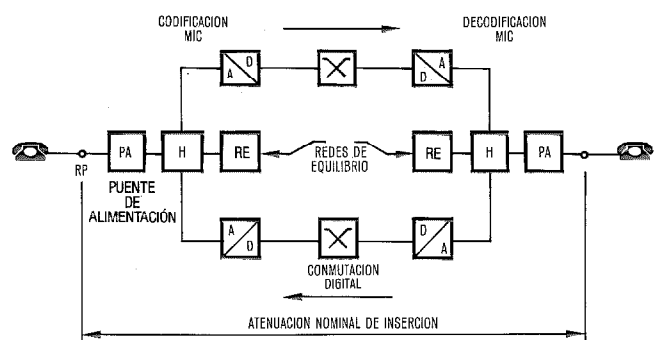 CODIFICACION
MIC
DECODIFICACION
MIC
D
A
A
D
RP
PA
H
RE
REDES DE
EQUILIBRIO
RE
H
PA
PUENTE
DE
ALIMENTACIÓN
A
D
D
A
CONMUTACION
DIGITAL
ATENUACION NOMINAL DE INSERCION